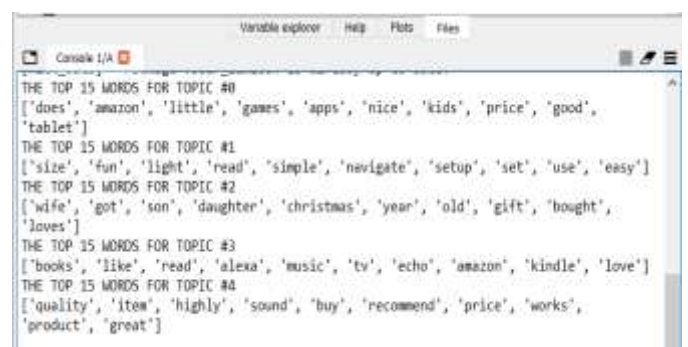 Variable explorer Help Plots Files
Console 1/A
THE TOP 15 WORDS FOR TOPIC #0
['does', 'amazon', 'little', 'games', 'apps', 'nice', 'kids', 'price', 'good',
'tablet']
THE TOP 15 WORDS FOR TOPIC #1
['size', 'fun', 'light', 'read', 'simple', 'navigate', 'setup', 'set', 'use', 'easy']
THE TOP 15 WORDS FOR TOPIC #2
['wife', 'got', 'son', 'daughter', 'christmas', 'year', 'old', 'gift', 'bought',
'loves']
THE TOP 15 WORDS FOR TOPIC #3
['books', 'like', 'read', 'alexa', 'music', 'tv', 'echo', 'amazon', 'kindle', 'love']
THE TOP 15 WORDS FOR TOPIC #4
['quality', 'item', 'highly', 'sound', 'buy', 'recommend', 'price', 'works',
'product', 'great']